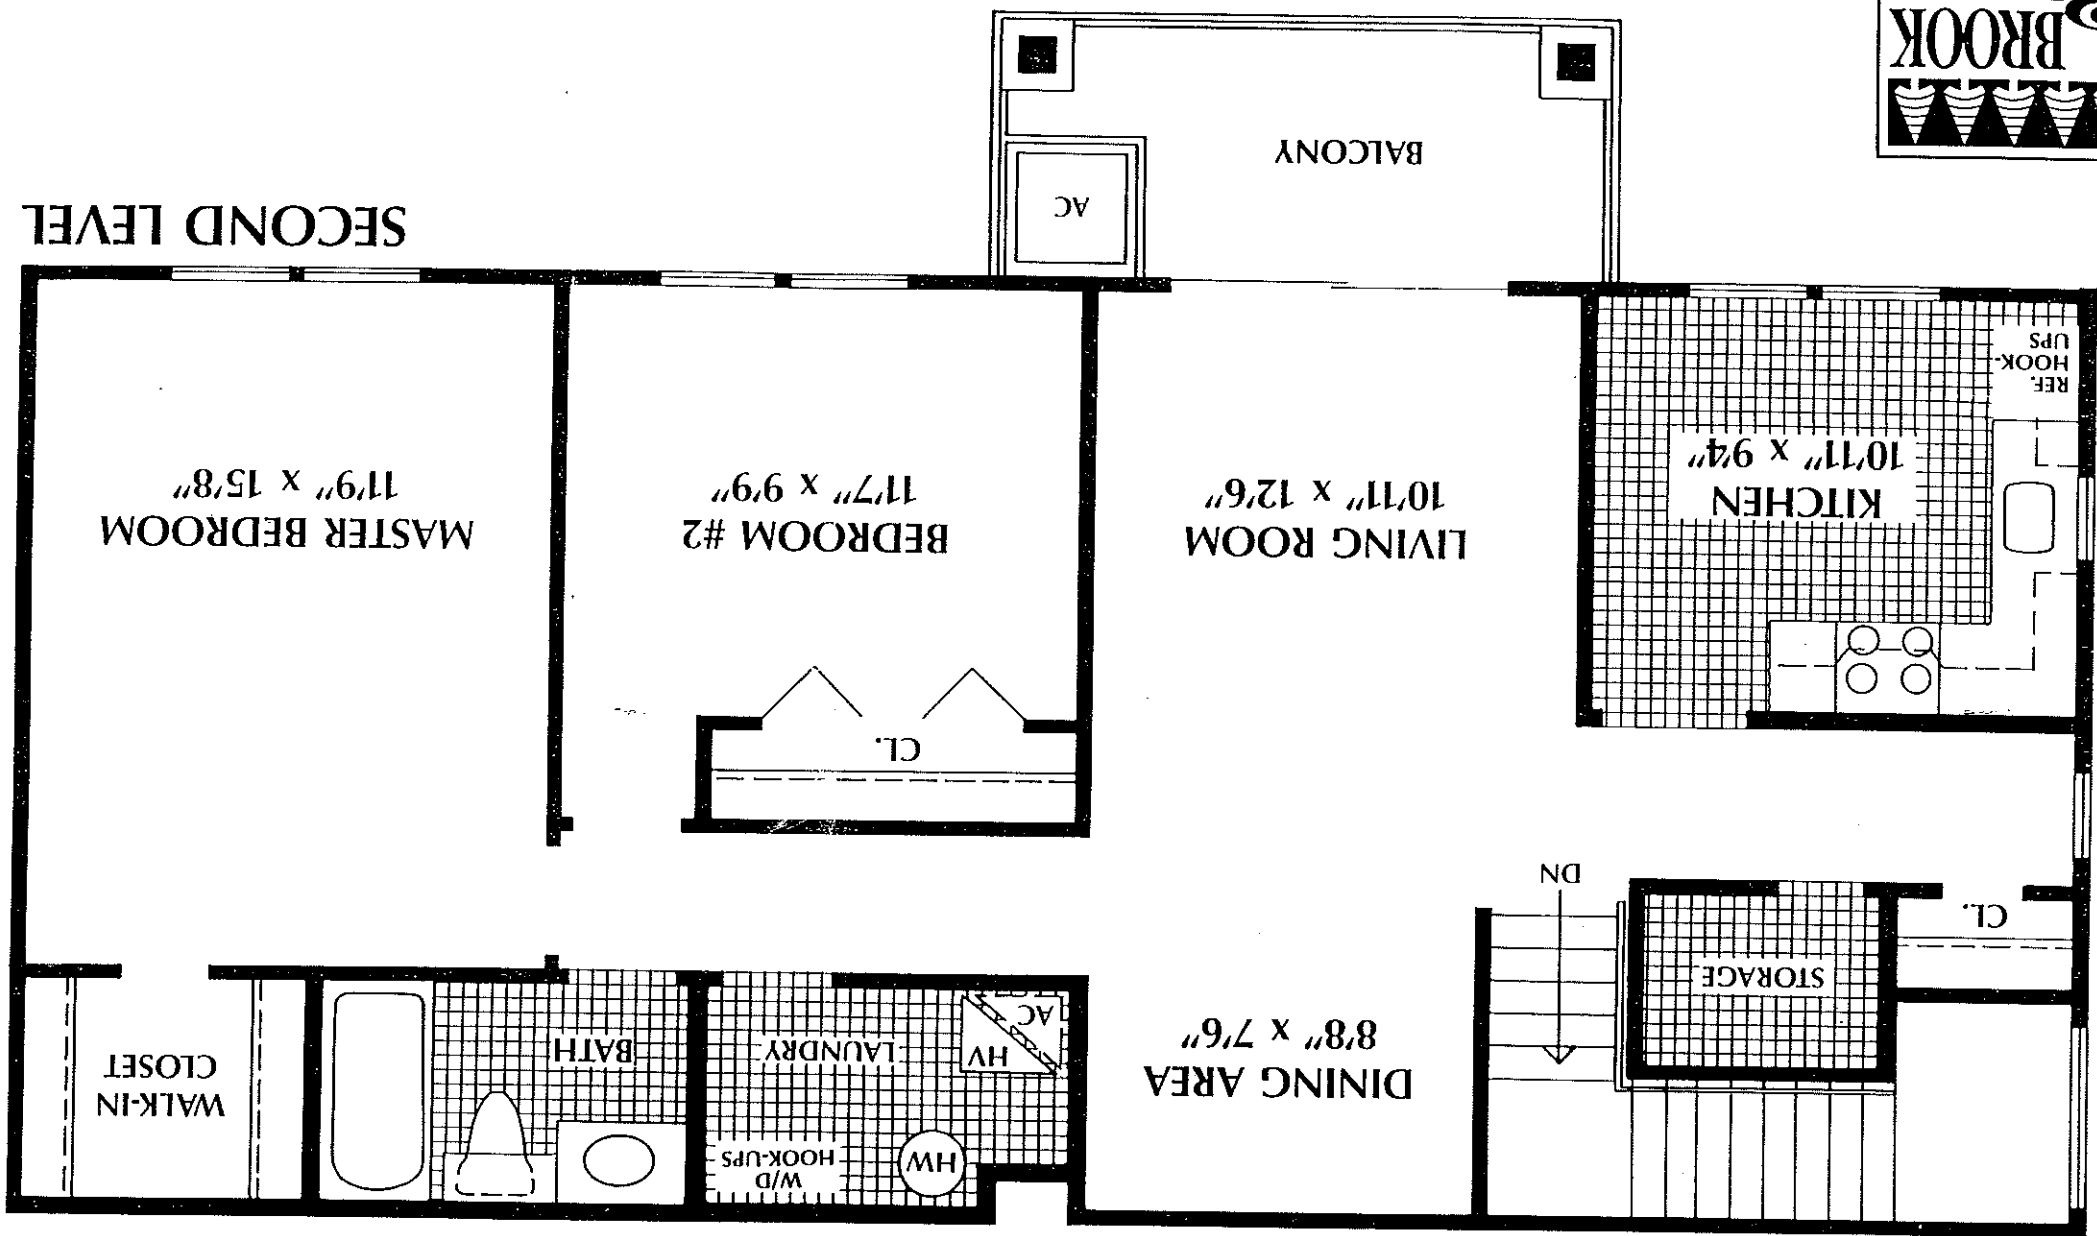 STORAGE
CL.
DN
DINING AREA
8'8" x 7'6"
HW
W/D
HOOK-UPS
LAUNDRY
AH
AC
BATH
WALK-IN
CLOSET
CL.
KITCHEN
10'11" x 9'4"
REF.
HOOK-
UPS
LIVING ROOM
10'11" x 12'6"
BEDROOM #2
11'7" x 9'9"
MASTER BEDROOM
11'9" x 15'8"
SECOND LEVEL
AC
BALCONY
BROOK